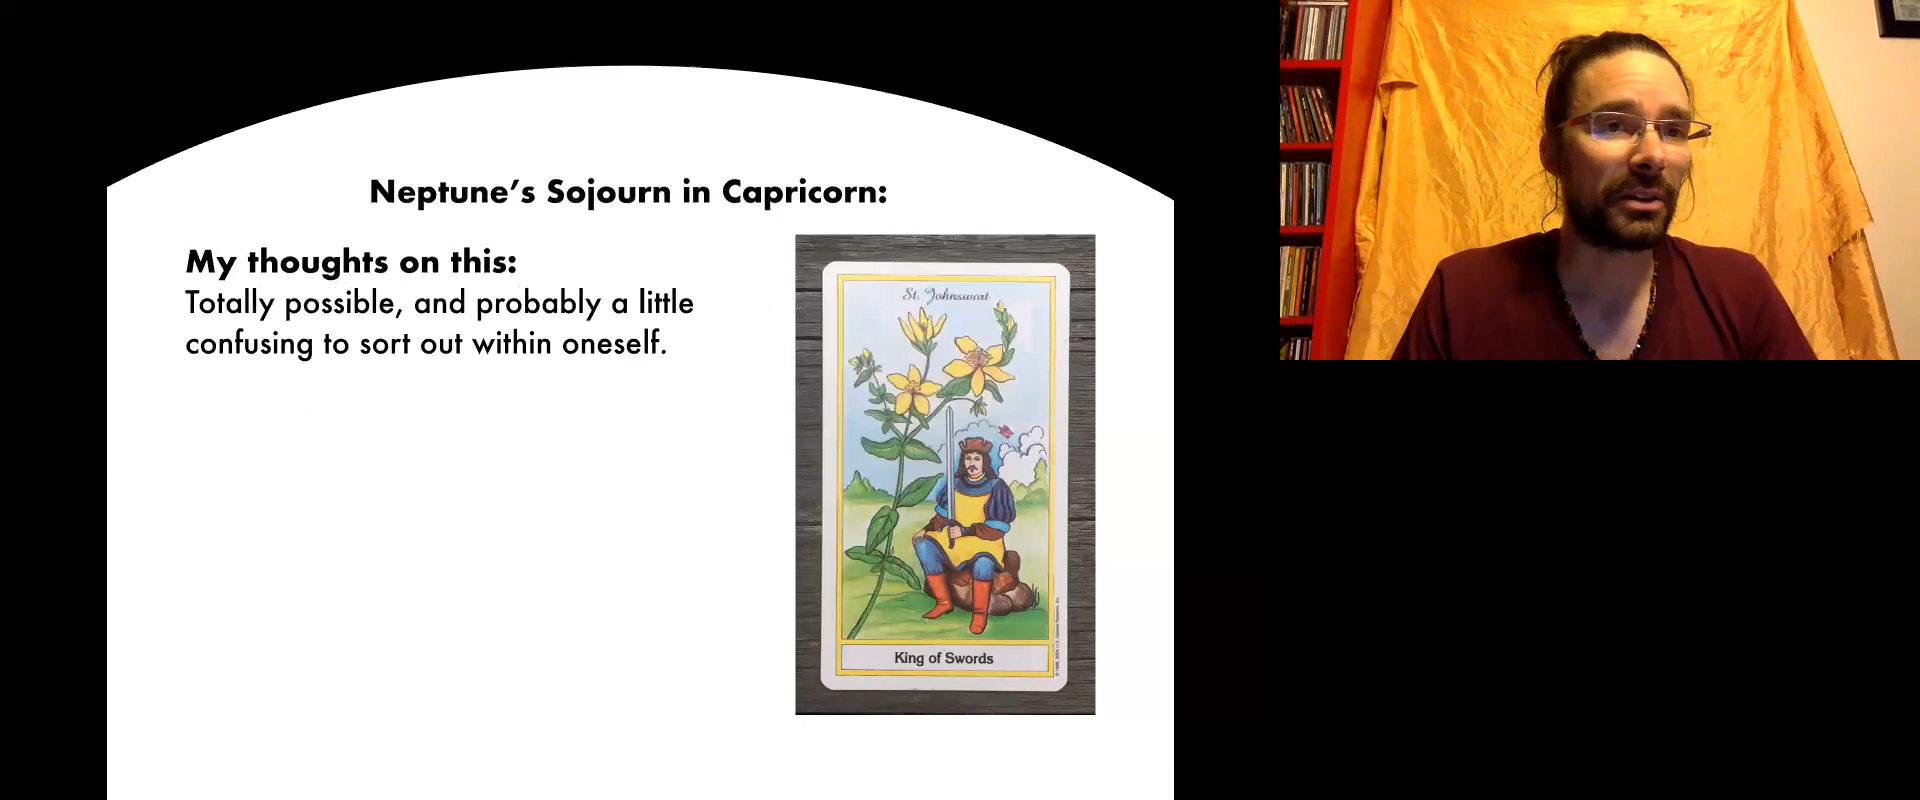 Neptune’s Sojourn in Capricorn:
My thoughts on this:
Totally possible, and probably a little
confusing to sort out within oneself.
St. Johnswort
King of Swords